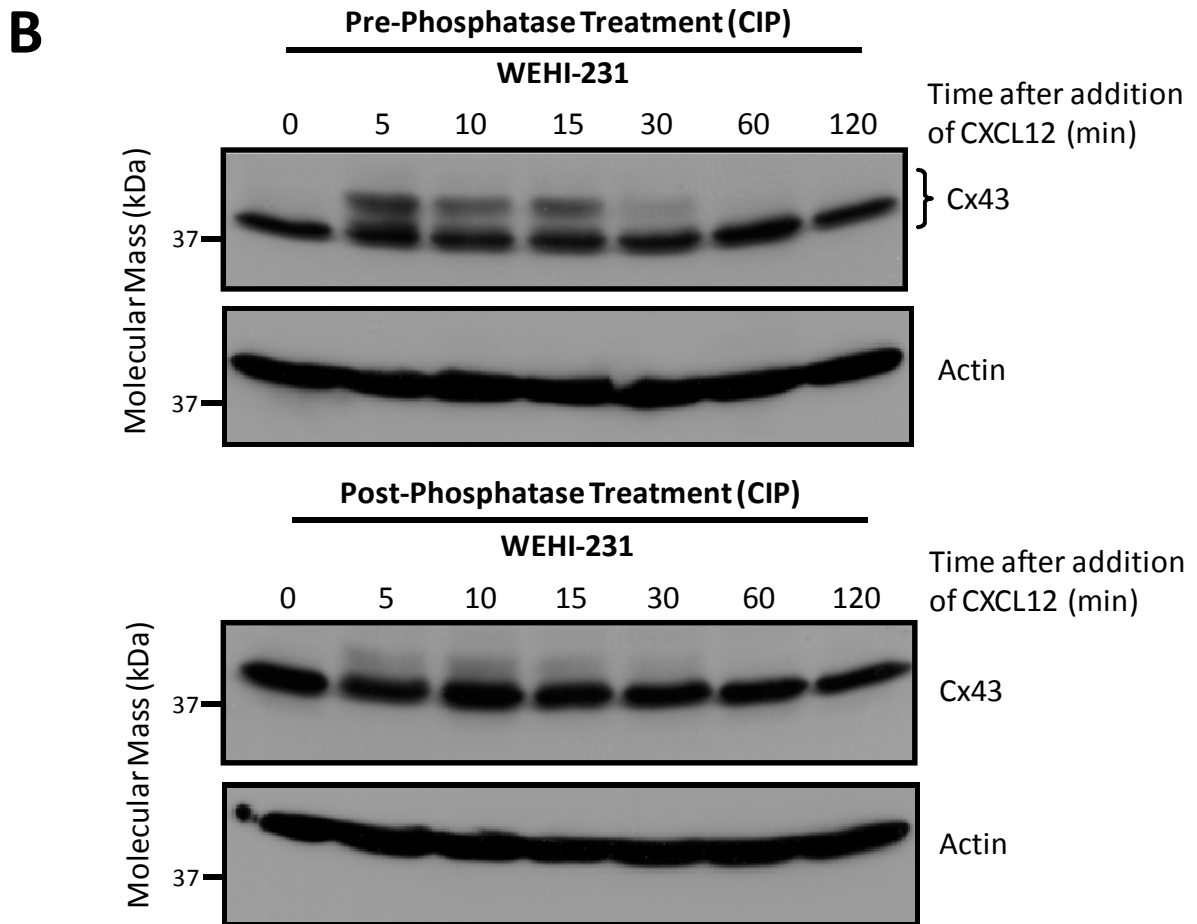 B
Pre-Phosphatase Treatment (CIP)
WEHI-231
Time after addition
of CXCL12 (min)
0 5 10 15 30 60 120
Molecular Mass (kDa)
37
Cx43
37
Actin
Post-Phosphatase Treatment (CIP)
WEHI-231
Time after addition
of CXCL12 (min)
0 5 10 15 30 60 120
Molecular Mass (kDa)
37
Cx43
37
Actin